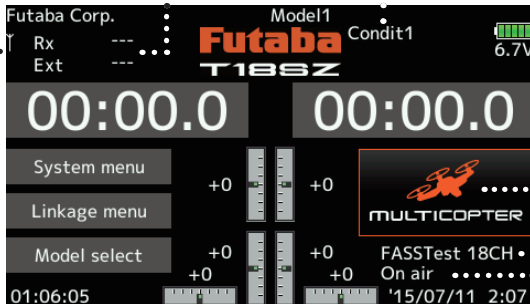 Futaba Corp.
Model1
Rx ---
Ext ---
Futaba
T18SZ
Condit1
6.7V
00:00.0
00:00.0
System menu
Linkage menu
Model select
+0
+0
MULTICOPTER
+0
+0
+0
+0
FASSTest 18CH
On air
01:06:05
'15/07/11 2:07